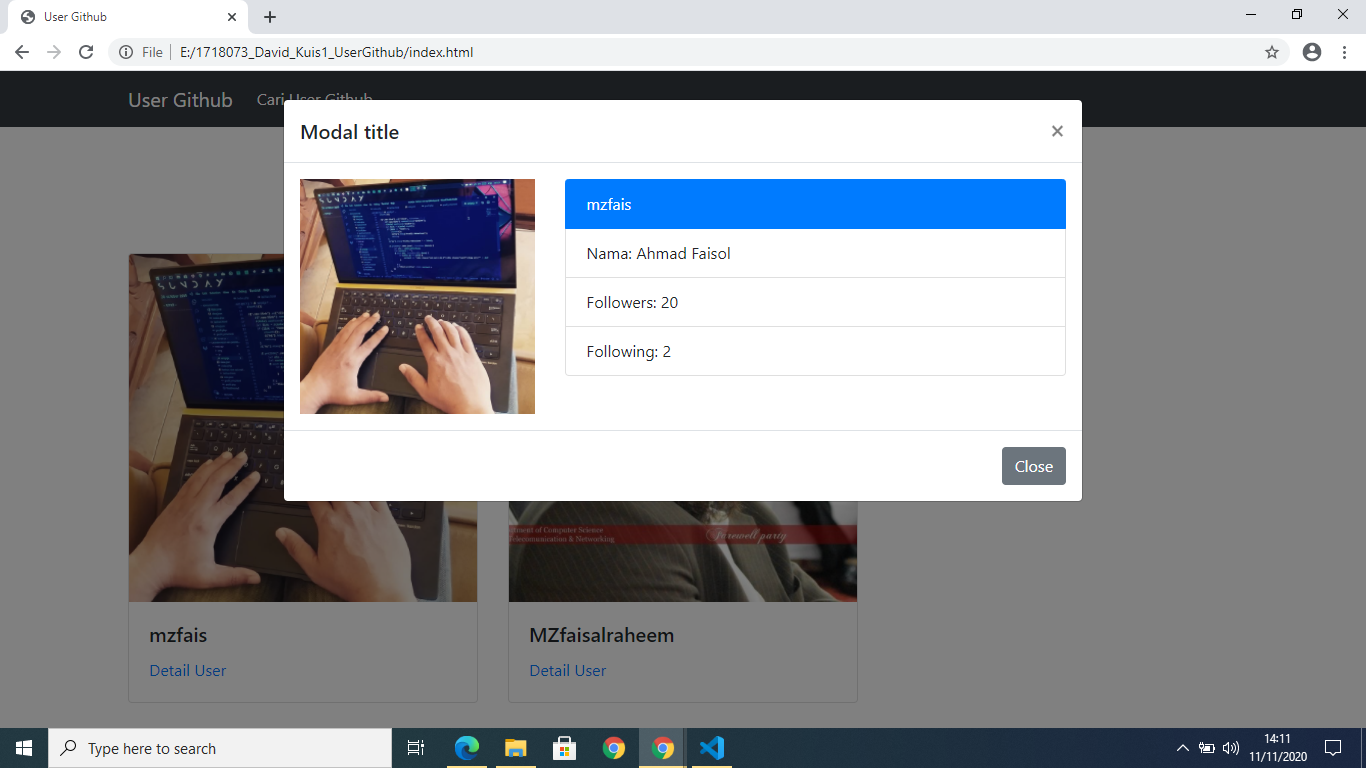 User Github
File
E:/1718073_David_Kuis1_UserGithub/index.html
User Github
Cari User Github
Modal title
mzfais
Nama: Ahmad Faisol
Followers: 20
Following: 2
Close
SUNDAY
SUNDAY
of Computer Science
Telecommunication & Networking
Farewell party
mzfais
Detail User
MZfaisalraheem
Detail User
Type here to search
14:11
11/11/2020